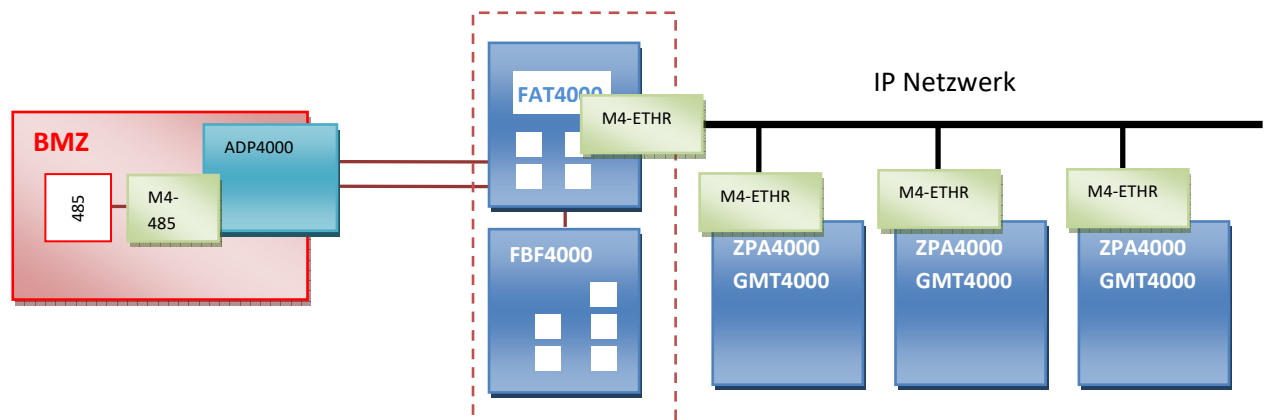 IP Netzwerk
FAT4000
M4-ETHR
BMZ
ADP4000
485
M4-
485
M4-ETHR
M4-ETHR
M4-ETHR
FBF4000
ZPA4000
GMT4000
ZPA4000
GMT4000
ZPA4000
GMT4000